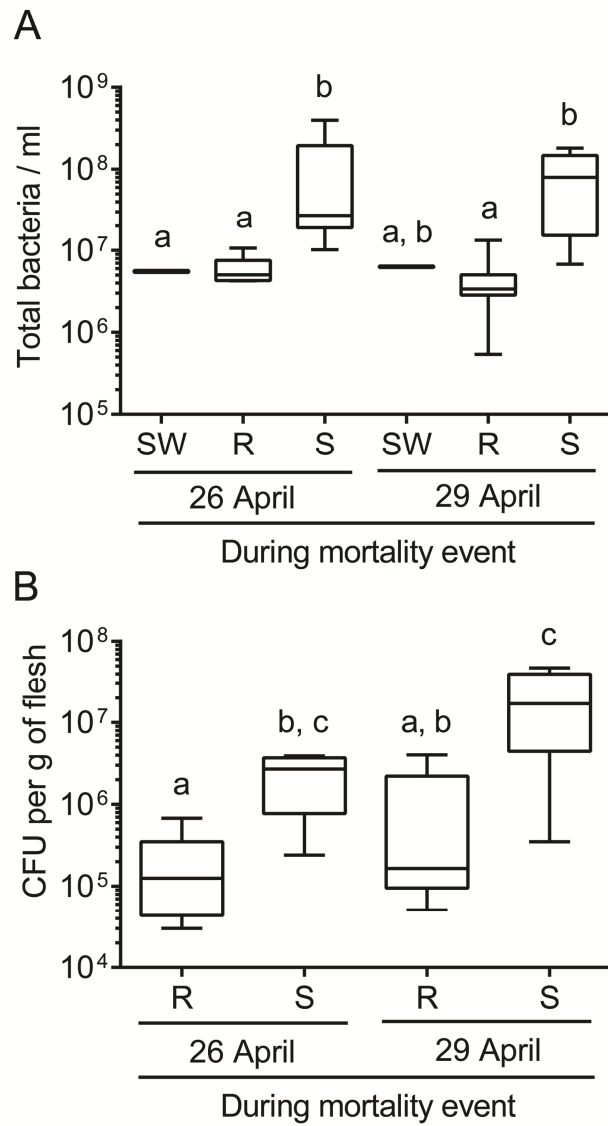 A
Total bacteria / ml
10⁹
10⁸
10⁷
10⁶
10⁵
a
a
b
a, b
a
b
SW R S SW R S
26 April 29 April
During mortality event
B
CFU per g of flesh
10⁸
10⁷
10⁶
10⁵
10⁴
a
b, c
a, b
c
R S R S
26 April 29 April
During mortality event